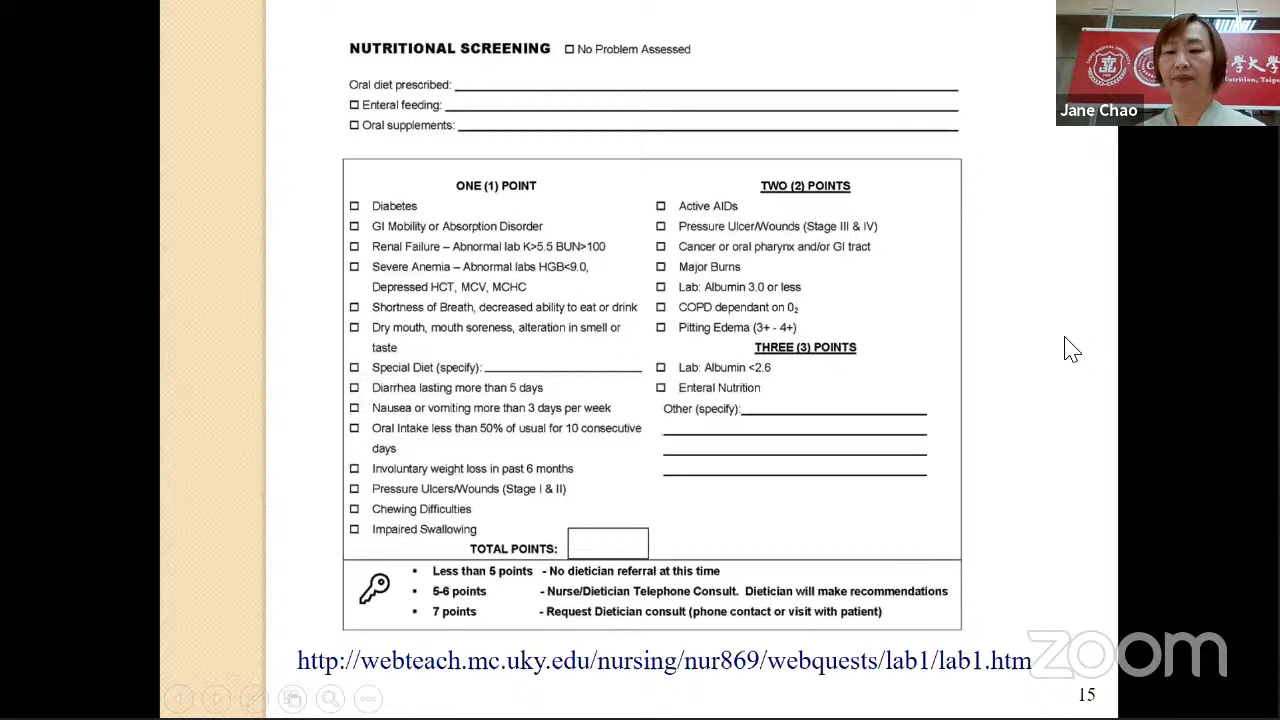 NUTRITIONAL SCREENING ☐ No Problem Assessed
Oral diet prescribed:
☐ Enteral feeding:
☐ Oral supplements:
ONE (1) POINT
☐ Diabetes
☐ GI Mobility or Absorption Disorder
☐ Renal Failure – Abnormal lab K>5.5 BUN>100
☐ Severe Anemia – Abnormal labs HGB<9.0,
Depressed HCT, MCV, MCHC
☐ Shortness of Breath, decreased ability to eat or drink
☐ Dry mouth, mouth soreness, alteration in smell or
taste
☐ Special Diet (specify):
☐ Diarrhea lasting more than 5 days
☐ Nausea or vomiting more than 3 days per week
☐ Oral Intake less than 50% of usual for 10 consecutive
days
☐ Involuntary weight loss in past 6 months
☐ Pressure Ulcers/Wounds (Stage I & II)
☐ Chewing Difficulties
☐ Impaired Swallowing
TOTAL POINTS:
TWO (2) POINTS
☐ Active AIDs
☐ Pressure Ulcer/Wounds (Stage III & IV)
☐ Cancer or oral pharynx and/or GI tract
☐ Major Burns
☐ Lab: Albumin 3.0 or less
☐ COPD dependant on 0₂
☐ Pitting Edema (3+ - 4+)
THREE (3) POINTS
☐ Lab: Albumin <2.6
☐ Enteral Nutrition
Other (specify):
▪ Less than 5 points - No dietician referral at this time
▪ 5-6 points - Nurse/Dietician Telephone Consult. Dietician will make recommendations
▪ 7 points - Request Dietician consult (phone contact or visit with patient)
http://webteach.mc.uky.edu/nursing/nur869/webquests/lab1/lab1.htm
15
學大學
Nutrition, Taipe
Jane Chao
zoom